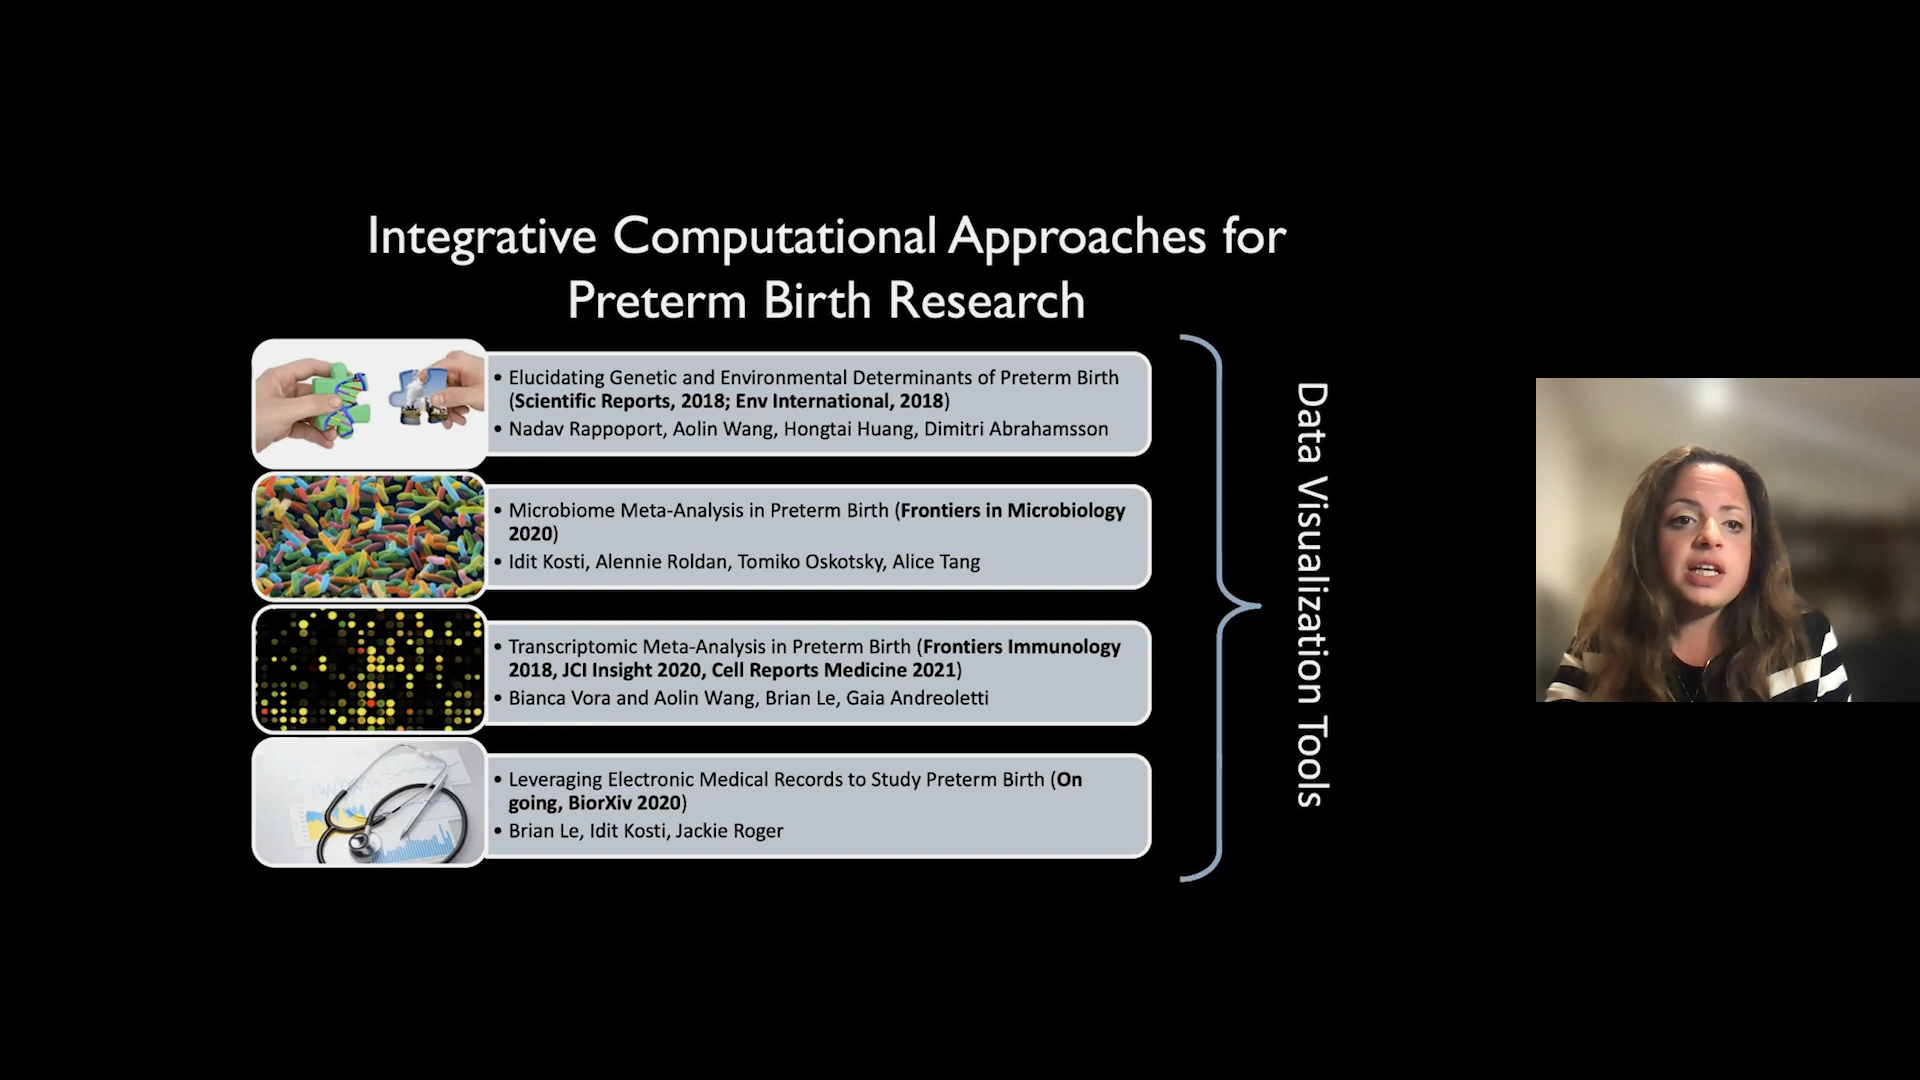 Integrative Computational Approaches for
Preterm Birth Research
• Elucidating Genetic and Environmental Determinants of Preterm Birth
(Scientific Reports, 2018; Env International, 2018)
• Nadav Rappoport, Aolin Wang, Hongtai Huang, Dimitri Abrahamsson
• Microbiome Meta-Analysis in Preterm Birth (Frontiers in Microbiology
2020)
• Idit Kosti, Alennie Roldan, Tomiko Oskotsky, Alice Tang
• Transcriptomic Meta-Analysis in Preterm Birth (Frontiers Immunology
2018, JCI Insight 2020, Cell Reports Medicine 2021)
• Bianca Vora and Aolin Wang, Brian Le, Gaia Andreoletti
• Leveraging Electronic Medical Records to Study Preterm Birth (On
going, BiorXiv 2020)
• Brian Le, Idit Kosti, Jackie Roger
Data Visualization Tools